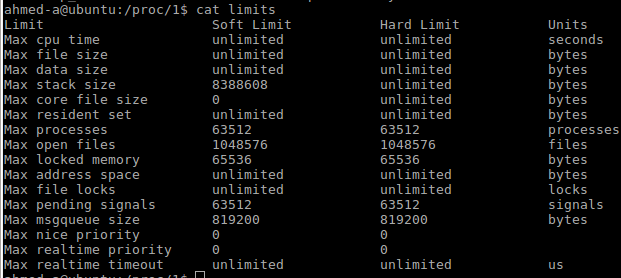 ahmed-a@ubuntu:/proc/1$ cat limits
Limit Soft Limit Hard Limit Units
Max cpu time unlimited unlimited seconds
Max file size unlimited unlimited bytes
Max data size unlimited unlimited bytes
Max stack size 8388608 unlimited bytes
Max core file size 0 unlimited bytes
Max resident set unlimited unlimited bytes
Max processes 63512 63512 processes
Max open files 1048576 1048576 files
Max locked memory 65536 65536 bytes
Max address space unlimited unlimited bytes
Max file locks unlimited unlimited locks
Max pending signals 63512 63512 signals
Max msgqueue size 819200 819200 bytes
Max nice priority 0 0
Max realtime priority 0 0
Max realtime timeout unlimited unlimited us
ahmed-a@ubuntu:/proc/1$